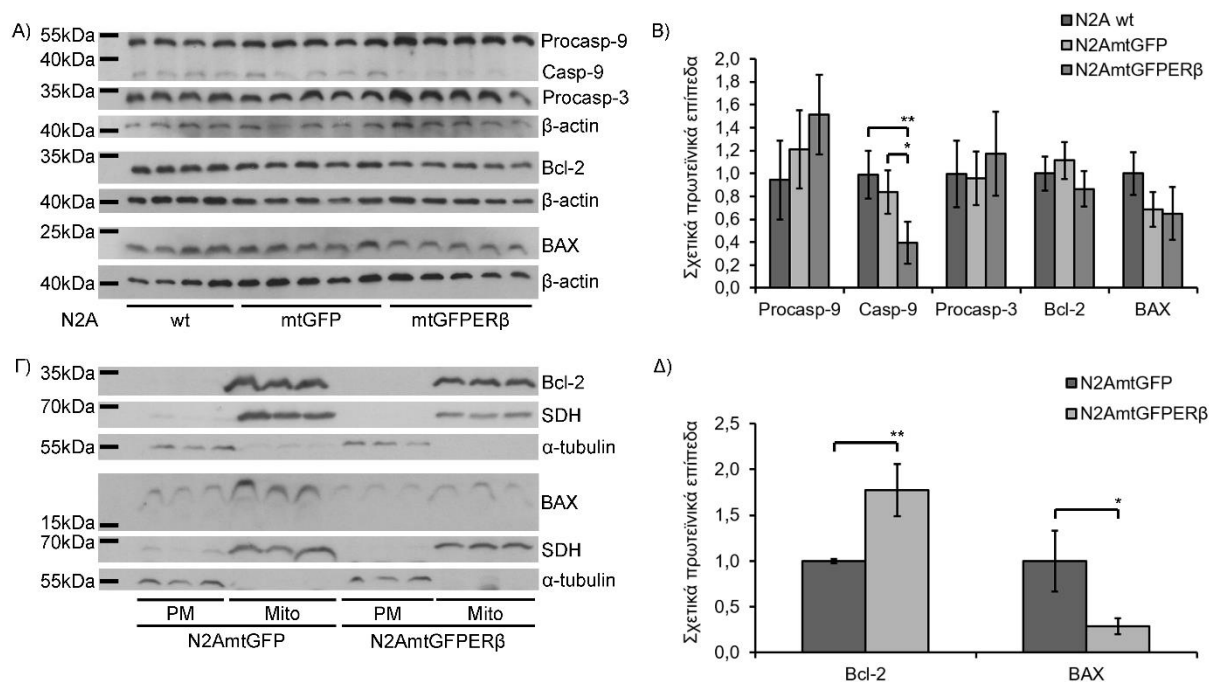 A)
55kDa
Procasp-9
40kDa
Casp-9
35kDa
Procasp-3
40kDa
β-actin
35kDa
Bcl-2
40kDa
β-actin
25kDa
BAX
40kDa
β-actin
N2A wt mtGFP mtGFPERβ
B)
N2A wt
N2AmtGFP
N2AmtGFPERβ
Σχετικά πρωτεϊνικά επίπεδα
2,0
1,8
1,6
1,4
1,2
1,0
0,8
0,6
0,4
0,2
0,0
**
*
Procasp-9 Casp-9 Procasp-3 Bcl-2 BAX
Γ)
35kDa
Bcl-2
70kDa
SDH
55kDa
α-tubulin
BAX
15kDa
70kDa
SDH
55kDa
α-tubulin
PM Mito PM Mito
N2AmtGFP N2AmtGFPERβ
Δ)
N2AmtGFP
N2AmtGFPERβ
Σχετικά πρωτεϊνικά επίπεδα
2,5
2,0
1,5
1,0
0,5
0,0
**
*
Bcl-2 BAX